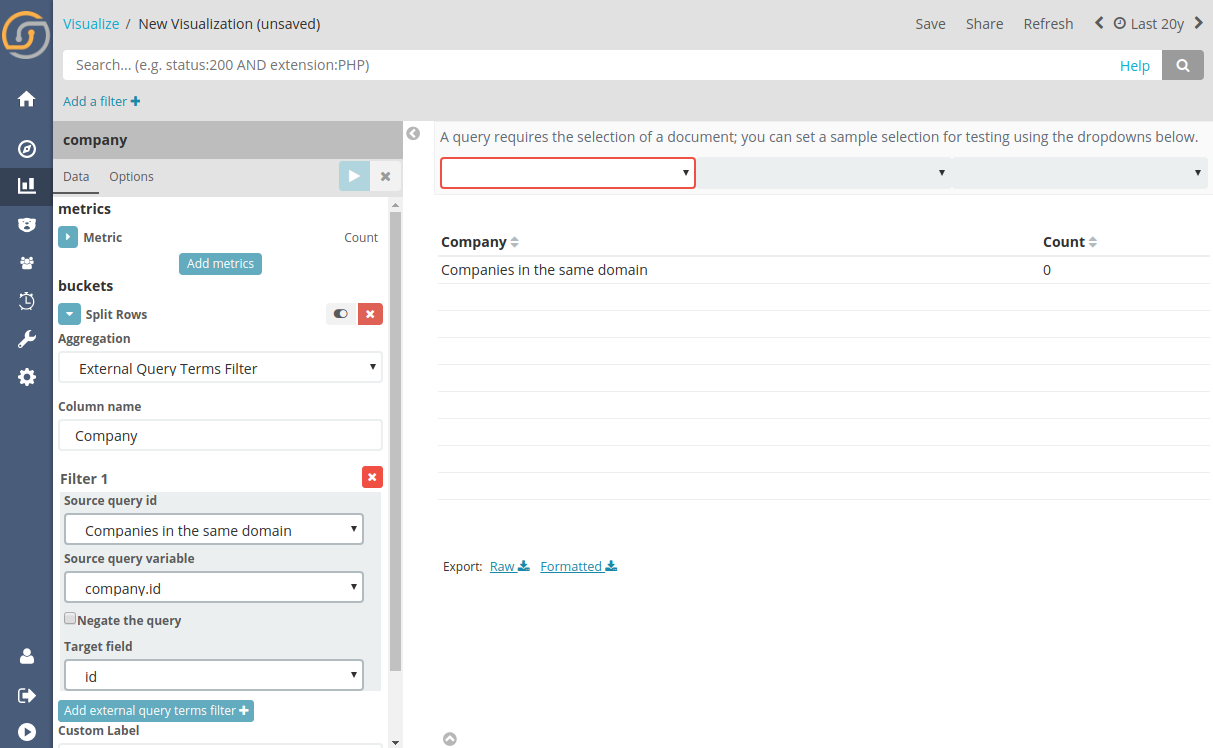 Visualize / New Visualization (unsaved)
Save Share Refresh Last 20y
Search... (e.g. status:200 AND extension:PHP)
Help
Add a filter
company
A query requires the selection of a document; you can set a sample selection for testing using the dropdowns below.
Data Options
metrics
Metric Count
Add metrics
buckets
Split Rows
Aggregation
External Query Terms Filter
Column name
Company
Filter 1
Source query id
Companies in the same domain
Source query variable
company.id
Negate the query
Target field
id
Add external query terms filter
Custom Label
Company Count
Companies in the same domain 0
Export: Raw Formatted